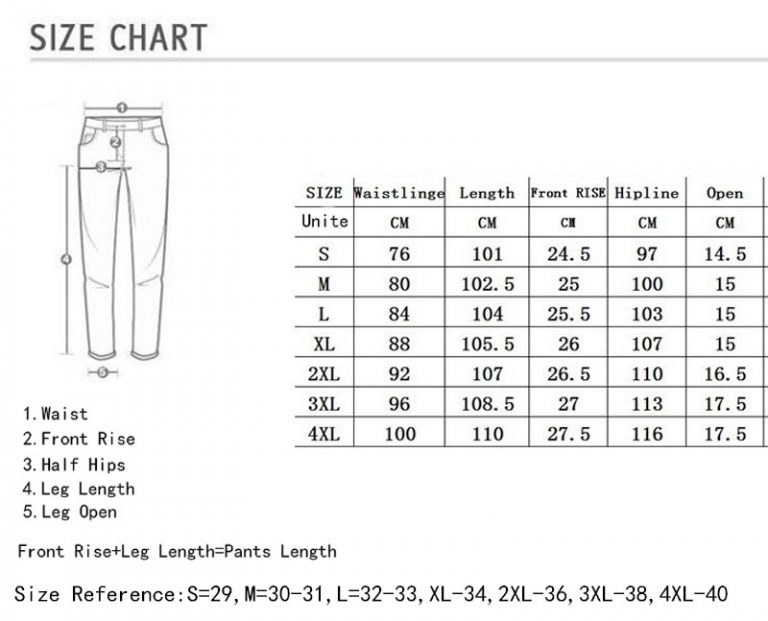 SIZE CHART
1
2
3
4
5
SIZE Waistlinge Length Front RISE Hipline Open
Unite CM CM CM CM CM
S 76 101 24.5 97 14.5
M 80 102.5 25 100 15
L 84 104 25.5 103 15
XL 88 105.5 26 107 15
2XL 92 107 26.5 110 16.5
3XL 96 108.5 27 113 17.5
4XL 100 110 27.5 116 17.5
1. Waist
2. Front Rise
3. Half Hips
4. Leg Length
5. Leg Open
Front Rise+Leg Length=Pants Length
Size Reference:S=29,M=30-31,L=32-33,XL-34,2XL-36,3XL-38,4XL-40